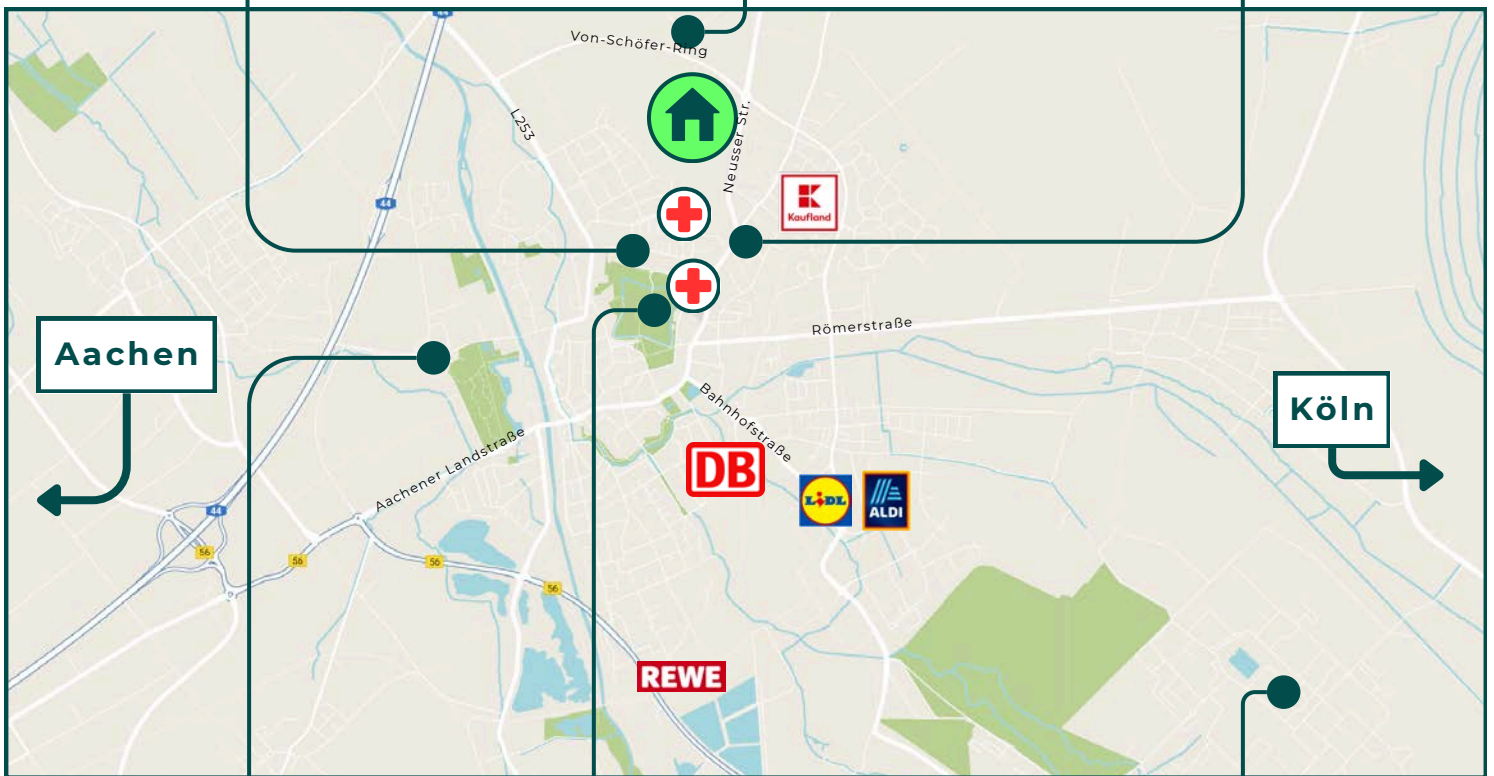 44
Von-Schöfer-Ring
L253
Neusser Str.
44
K
Kaufland
Römerstraße
Aachen
Köln
Bahnhofstraße
Aachener Landstraße
DB
LIDL
ALDI
44
56
56
56
56
REWE